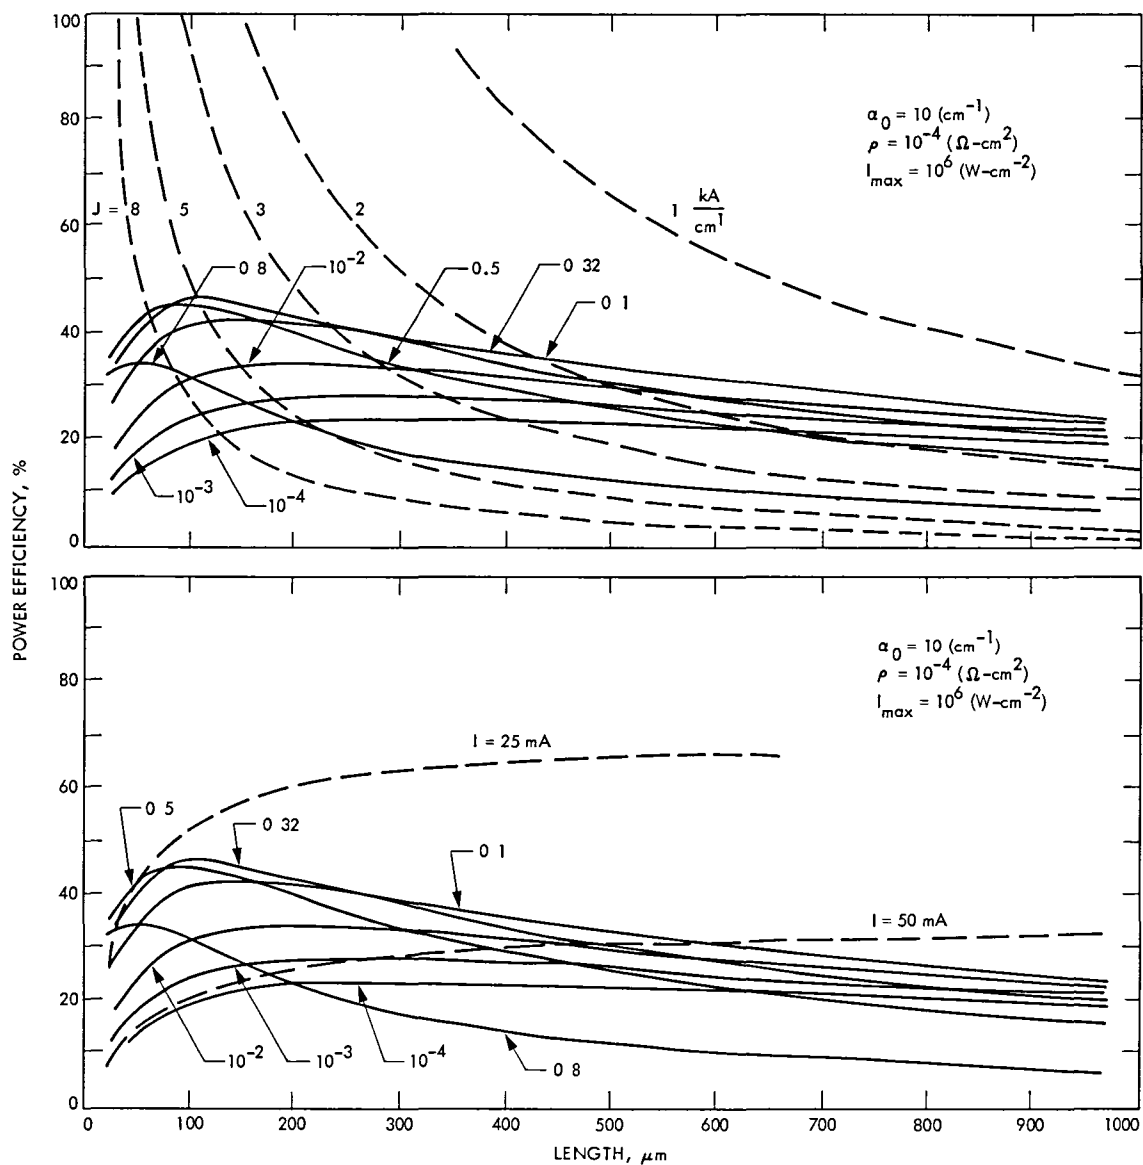 POWER EFFICIENCY, %
100
80
60
40
20
0
α₀ = 10 (cm⁻¹)
ρ = 10⁻⁴ (Ω-cm²)
I_max = 10⁶ (W-cm⁻²)
J = 8
5
3
2
1 kA/cm¹
0 8
10⁻²
0.5
0 32
0 1
10⁻³
10⁻⁴
100
80
60
40
20
0
α₀ = 10 (cm⁻¹)
ρ = 10⁻⁴ (Ω-cm²)
I_max = 10⁶ (W-cm⁻²)
I = 25 mA
0 5
0 32
0 1
I = 50 mA
10⁻²
10⁻³
10⁻⁴
0 8
0 100 200 300 400 500 600 700 800 900 1000
LENGTH, μm